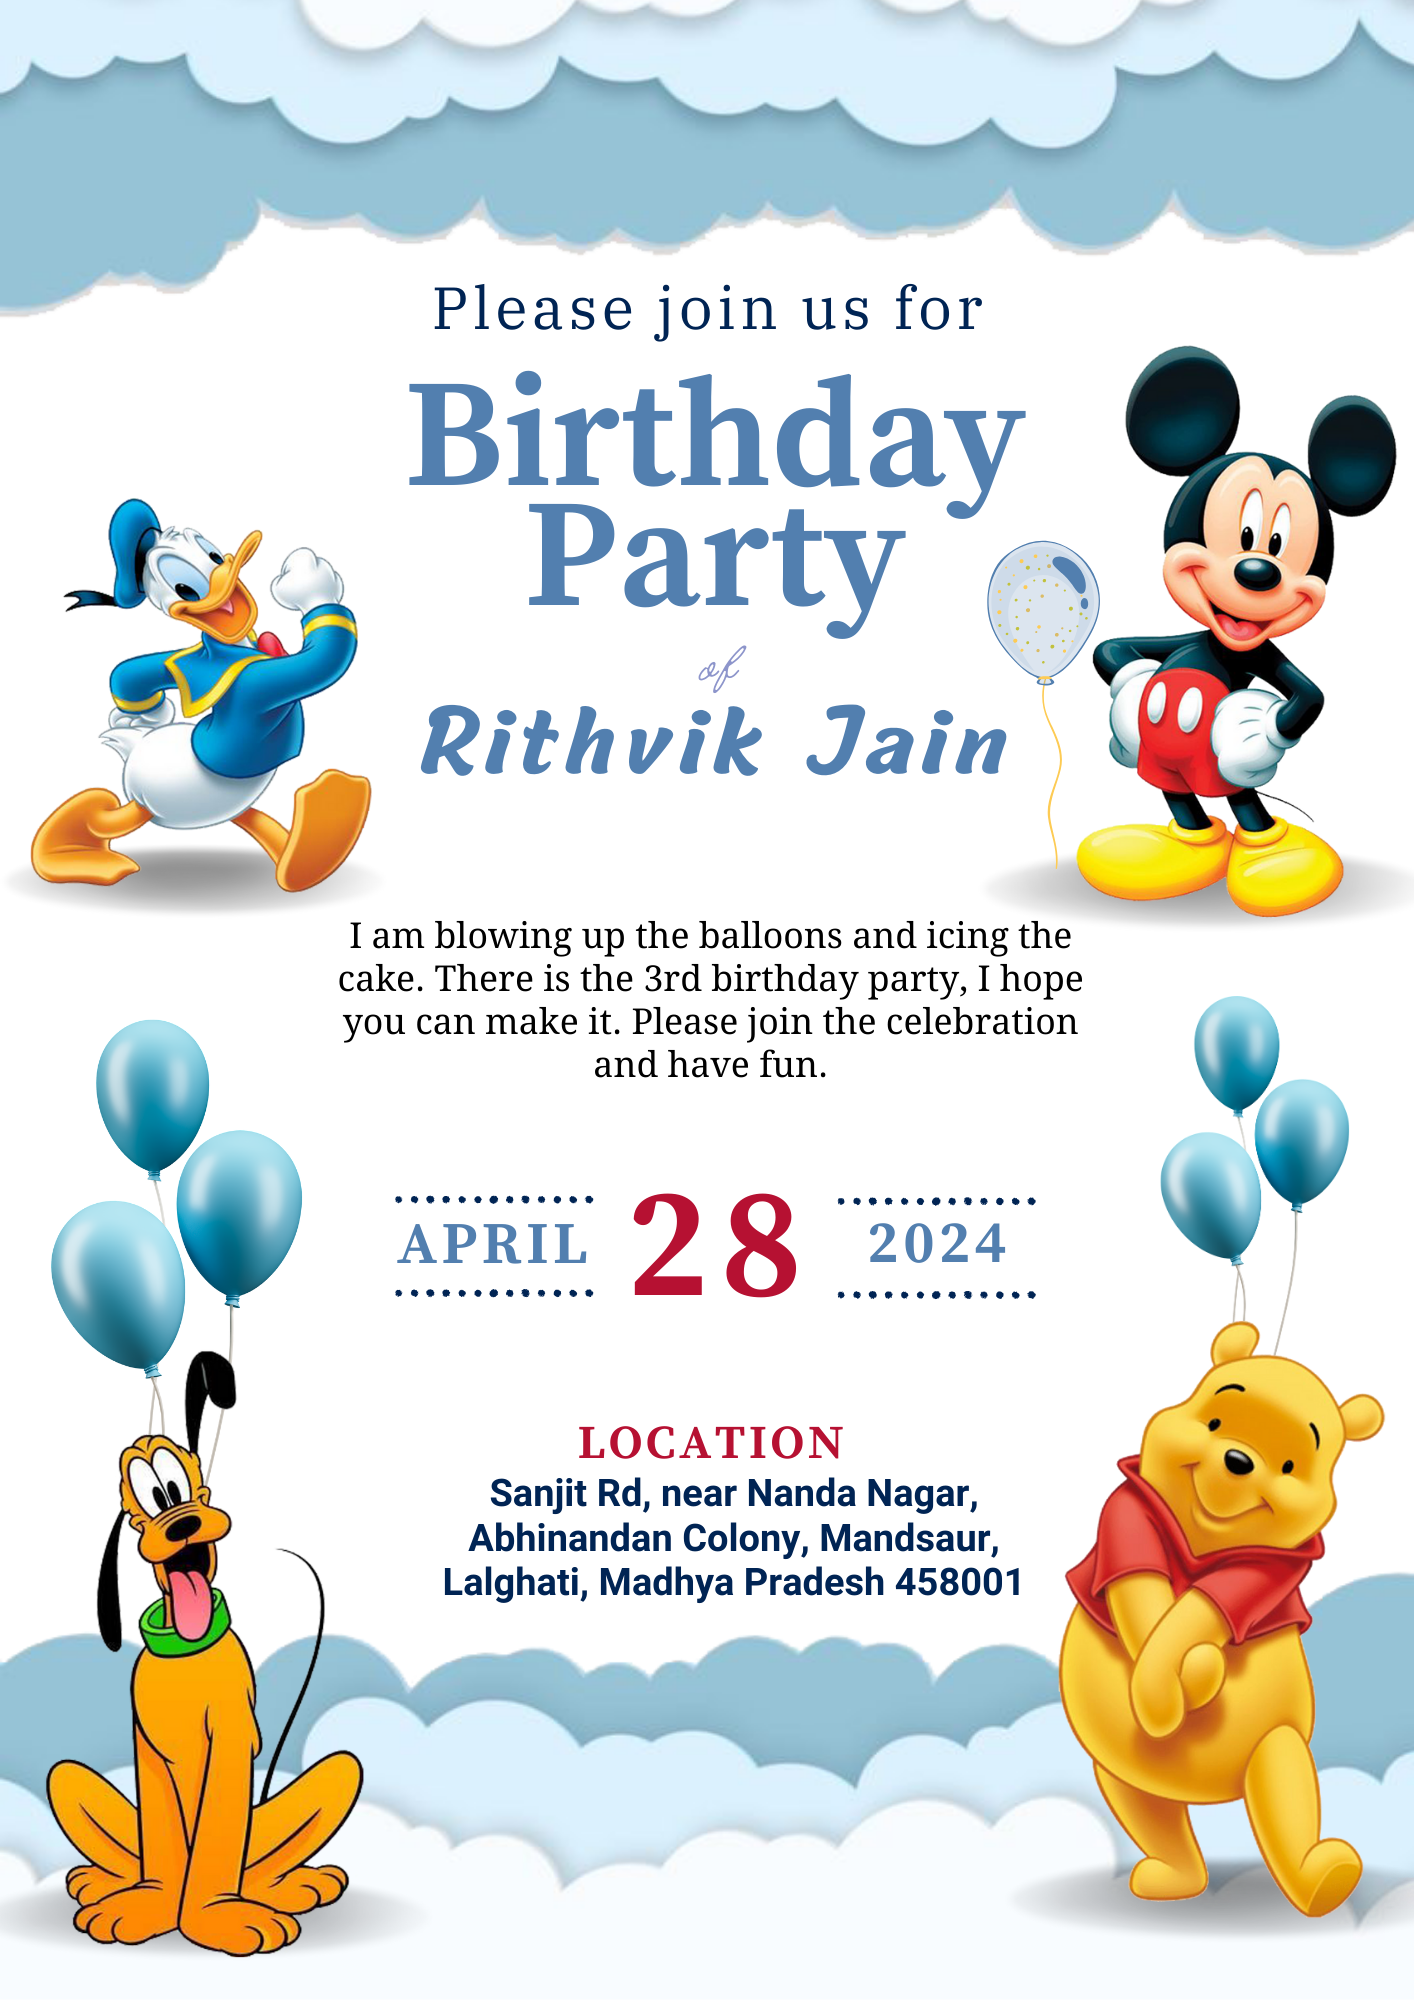 Please join us for
Birthday
Party
of
Rithvik Jain
I am blowing up the balloons and icing the
cake. There is the 3rd birthday party, I hope
you can make it. Please join the celebration
and have fun.
APRIL 28 2024
LOCATION
Sanjit Rd, near Nanda Nagar,
Abhinandan Colony, Mandsaur,
Lalghati, Madhya Pradesh 458001